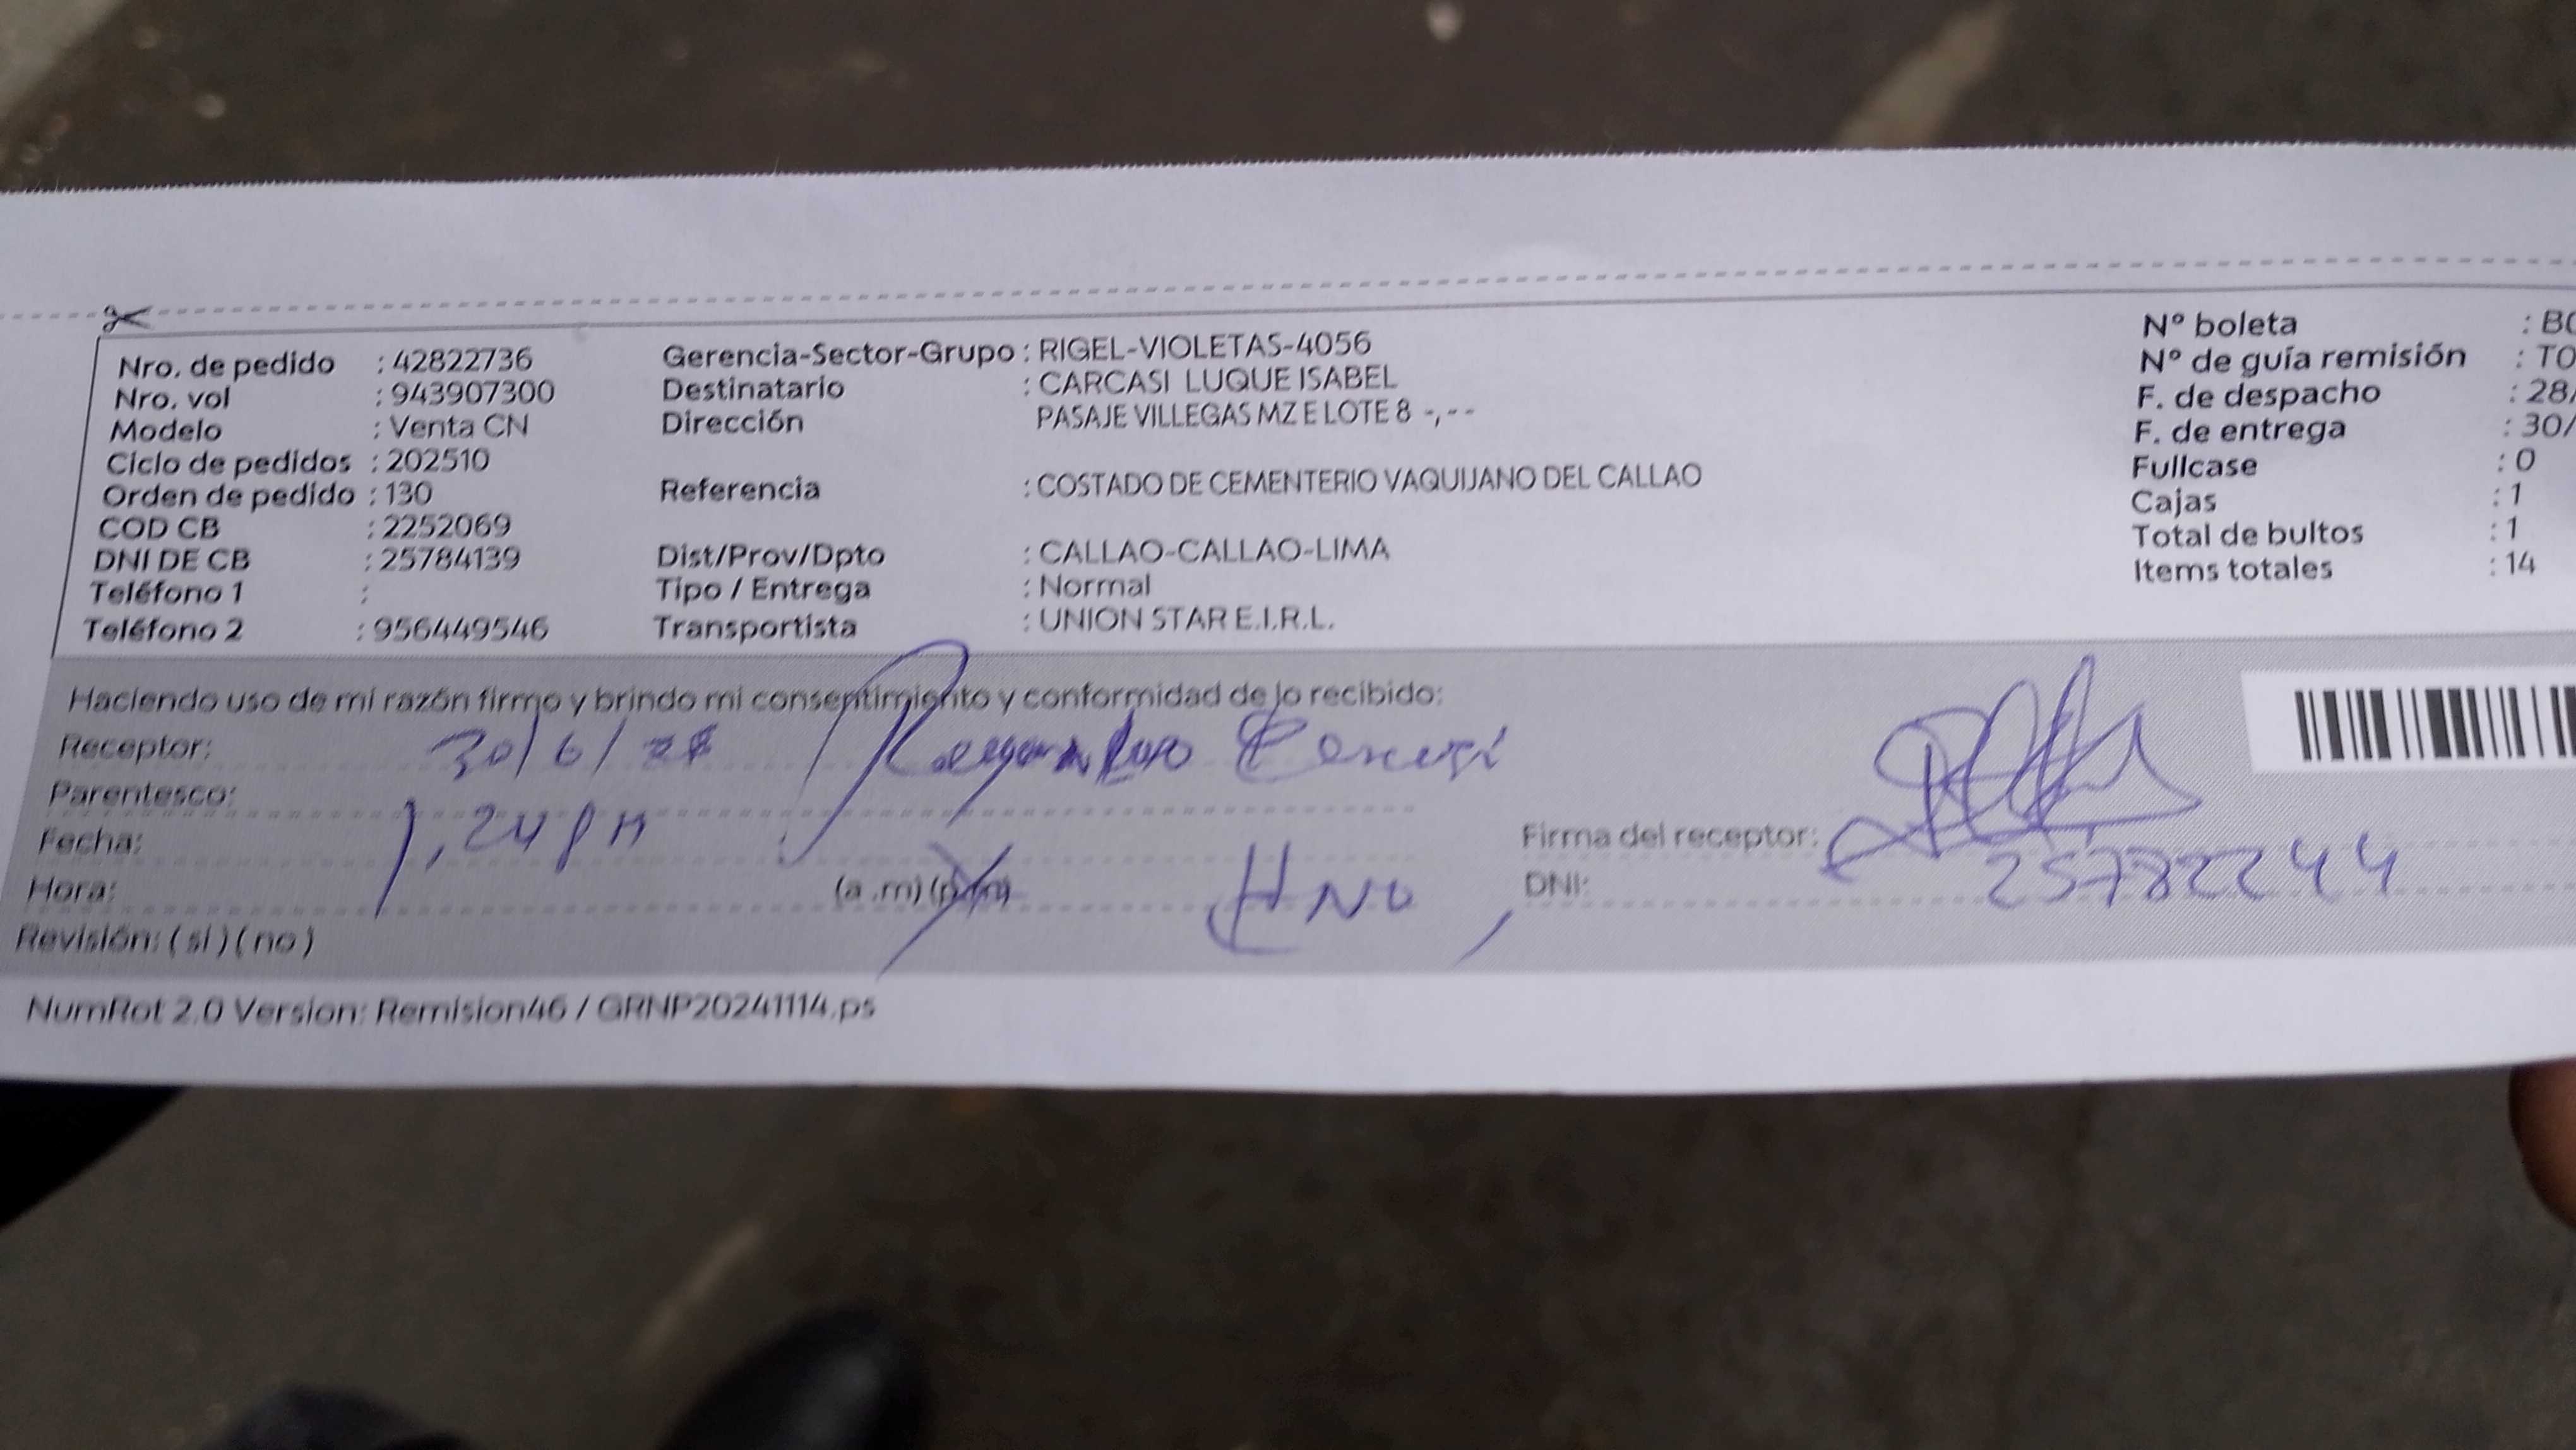 Nro. de pedido : 42822736
Nro. vol : 943907300
Modelo : Venta CN
Ciclo de pedidos : 202510
Orden de pedido : 130
COD CB : 2252069
DNI DE CB : 25784139
Teléfono 1 :
Teléfono 2 : 956449546
Gerencia-Sector-Grupo : RIGEL-VIOLETAS-4056
Destinatario : CARCASI LUQUE ISABEL
Dirección PASAJE VILLEGAS MZ E LOTE 8 -,--
Referencia : COSTADO DE CEMENTERIO VAQUIJANO DEL CALLAO
Dist/Prov/Dpto : CALLAO-CALLAO-LIMA
Tipo / Entrega : Normal
Transportista : UNION STAR E.I.R.L.
N° boleta : B0
N° de guía remisión : T0
F. de despacho : 28/
F. de entrega : 30/
Fullcase : 0
Cajas : 1
Total de bultos : 1
Items totales : 14
Haciendo uso de mi razón firmo y brindo mi consentimiento y conformidad de lo recibido:
Receptor: 30/6/
Parentesco:
Fecha: 1,24 PM
Hora: (a.m) (p.m) HNO
Revisión: ( si ) ( no )
Firma del receptor:
DNI: 25782244
NumRot 2.0 Version: Remision46 / GRNP20241114.ps